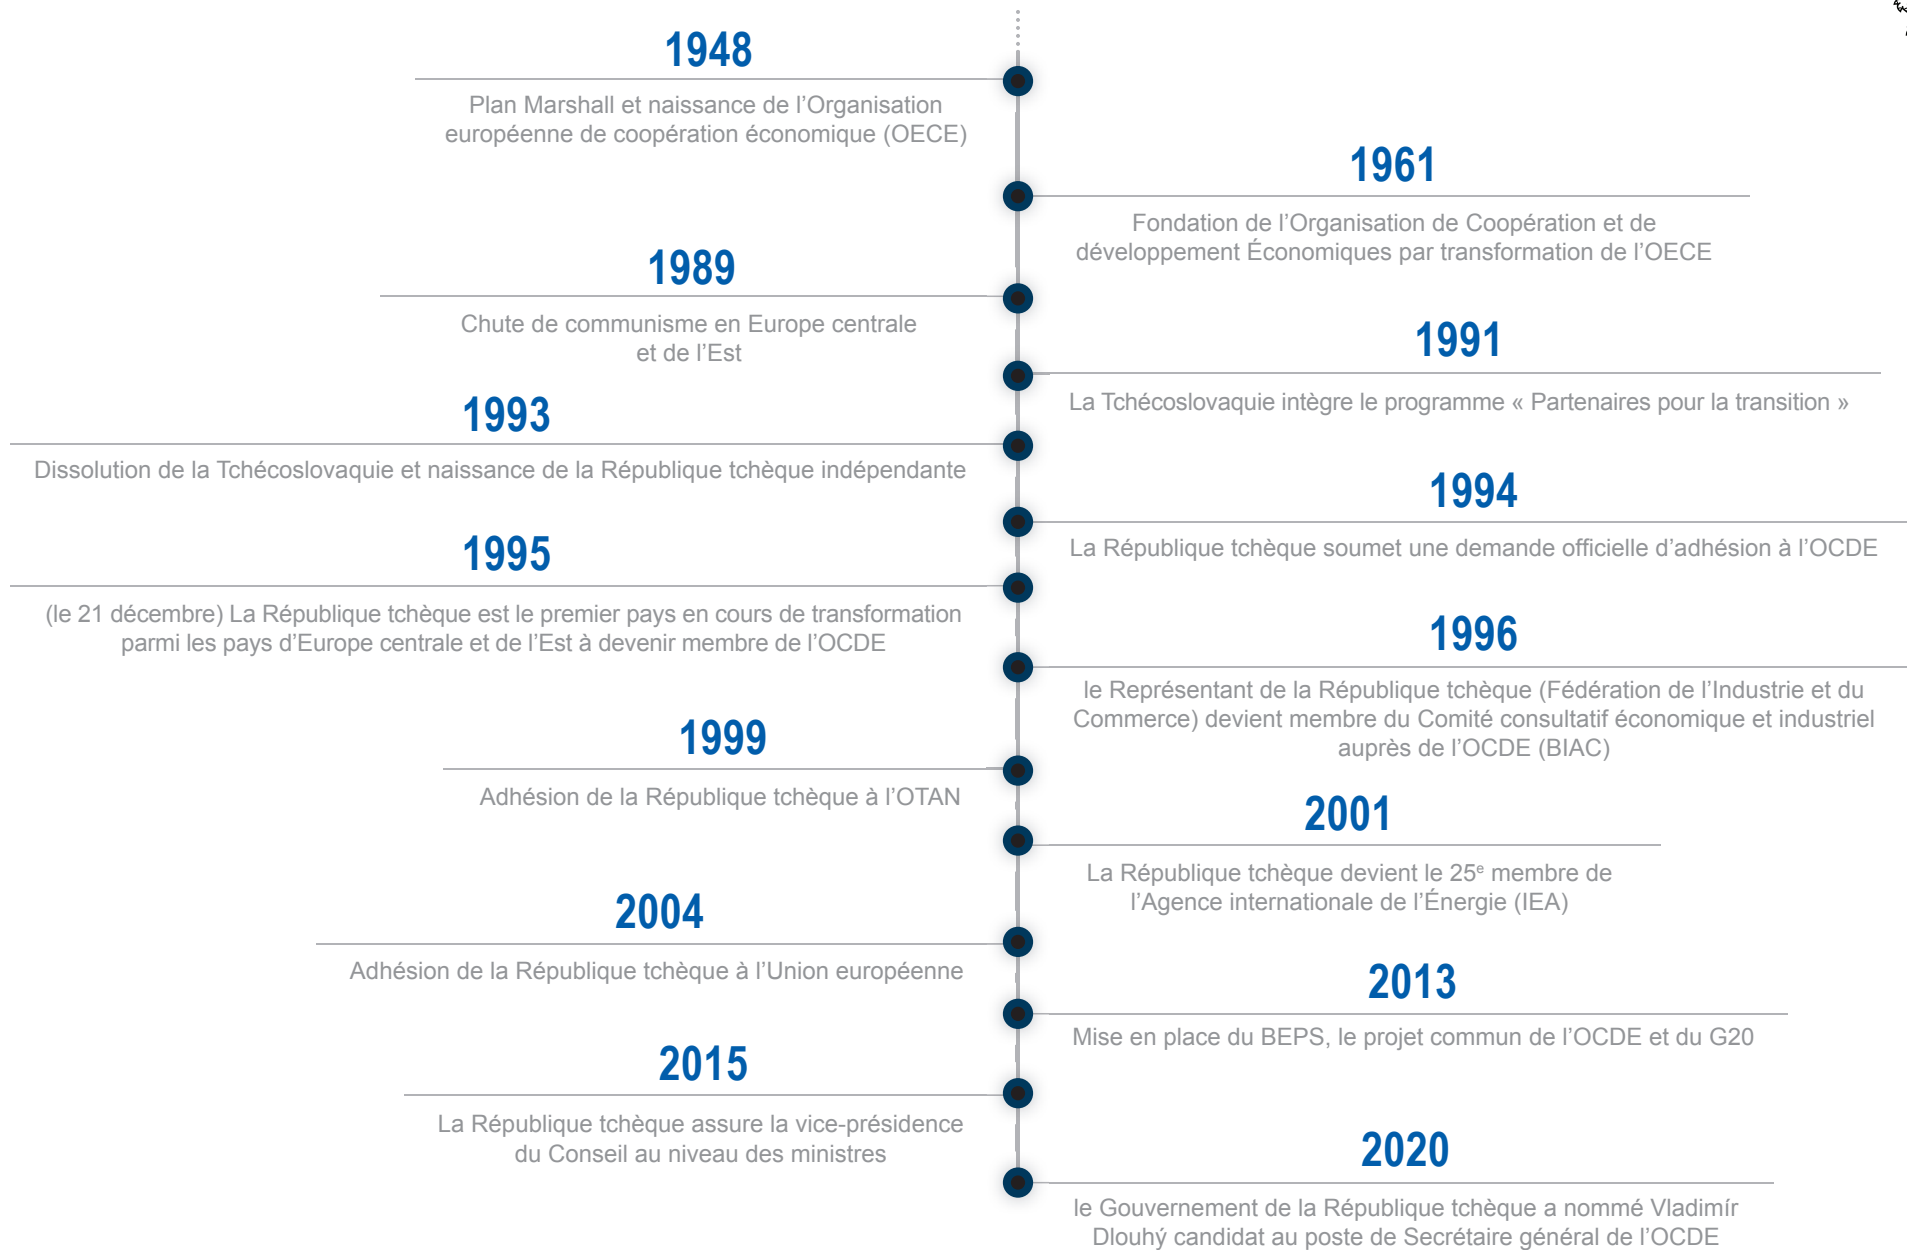 1948
Plan Marshall et naissance de l’Organisation
européenne de coopération économique (OECE)
1961
Fondation de l’Organisation de Coopération et de
développement Économiques par transformation de l’OECE
1989
Chute de communisme en Europe centrale
et de l’Est
1991
La Tchécoslovaquie intègre le programme « Partenaires pour la transition »
1993
Dissolution de la Tchécoslovaquie et naissance de la République tchèque indépendante
1994
La République tchèque soumet une demande officielle d’adhésion à l’OCDE
1995
(le 21 décembre) La République tchèque est le premier pays en cours de transformation
parmi les pays d’Europe centrale et de l’Est à devenir membre de l’OCDE
1996
le Représentant de la République tchèque (Fédération de l’Industrie et du
Commerce) devient membre du Comité consultatif économique et industriel
auprès de l’OCDE (BIAC)
1999
Adhésion de la République tchèque à l’OTAN
2001
La République tchèque devient le 25e membre de
l’Agence internationale de l’Énergie (IEA)
2004
Adhésion de la République tchèque à l’Union européenne
2013
Mise en place du BEPS, le projet commun de l’OCDE et du G20
2015
La République tchèque assure la vice-présidence
du Conseil au niveau des ministres
2020
le Gouvernement de la République tchèque a nommé Vladimír
Dlouhý candidat au poste de Secrétaire général de l’OCDE